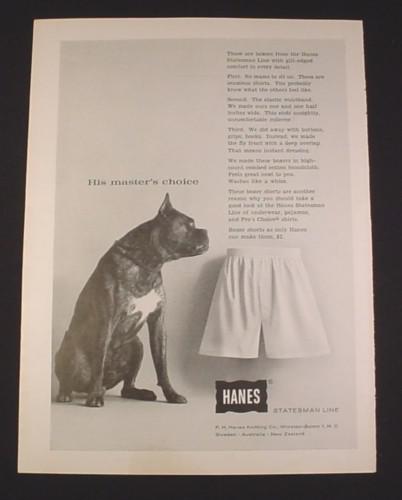 These are boxers from the Hanes
Statesman Line with gilt-edged
comfort in every detail.
First. No seams to sit on. These are
seamless shorts. You probably
know what the others feel like.
Second. The elastic waistband.
We made ours one and one half
inches wide. This ends unsightly,
uncomfortable rollover.
Third. We did away with buttons,
grips, hooks. Instead, we made
the fly front with a deep overlap.
That means instant dressing.
We made these boxers in high-
count combed cotton broadcloth.
Feels great next to you.
Washes like a whiz.
These boxer shorts are another
reason why you should take a
good look at the Hanes Statesman
Line of underwear, pajamas,
and Pro's Choice® shirts.
Boxer shorts as only Hanes
can make them, $2.
His master's choice
HANES ®
STATESMAN LINE
P. H. Hanes Knitting Co., Winston-Salem 1, N. C.
Sweden · Australia · New Zealand